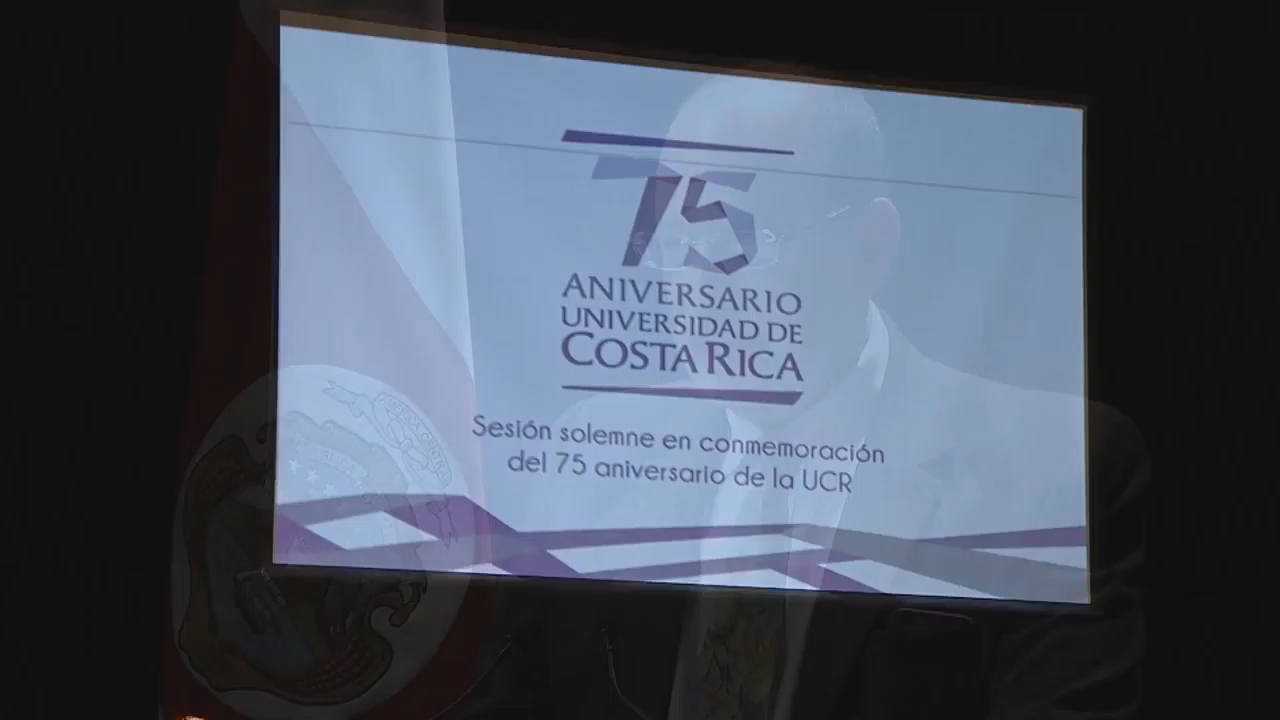 75
ANIVERSARIO
UNIVERSIDAD DE
COSTA RICA
Sesión solemne en conmemoración
del 75 aniversario de la UCR